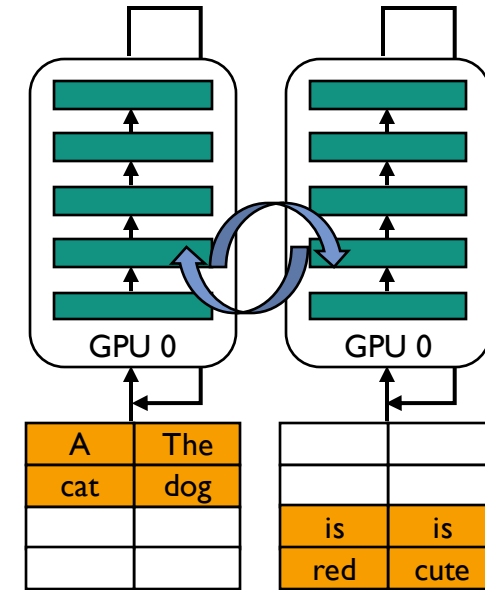 GPU 0 GPU 0
A The
cat dog
is is
red cute